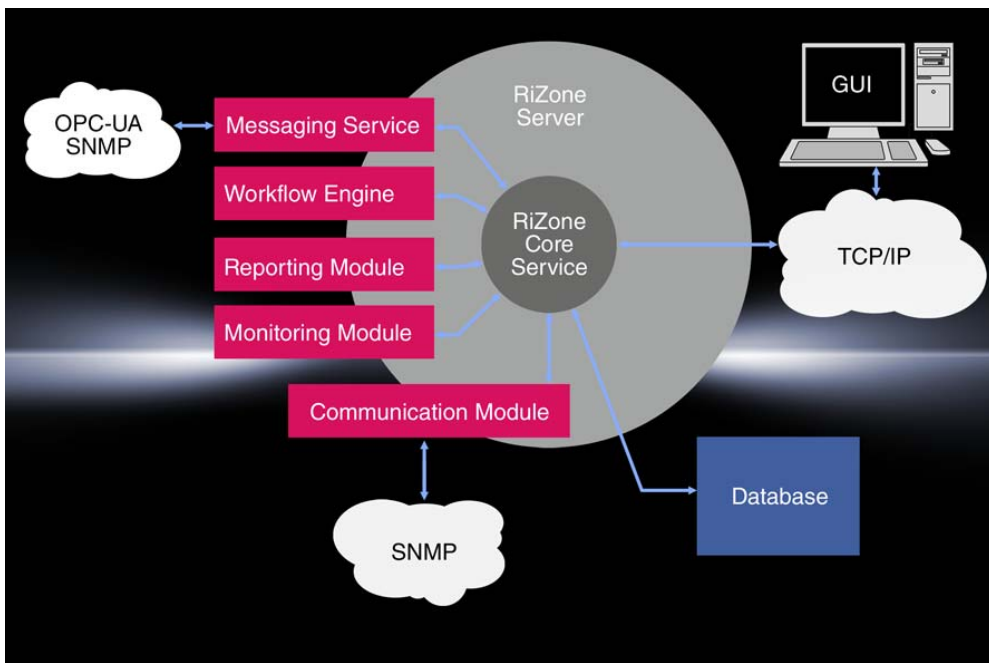 RiZone
Server
GUI
OPC-UA
SNMP
Messaging Service
Workflow Engine
RiZone
Core
Service
TCP/IP
Reporting Module
Monitoring Module
Communication Module
Database
SNMP